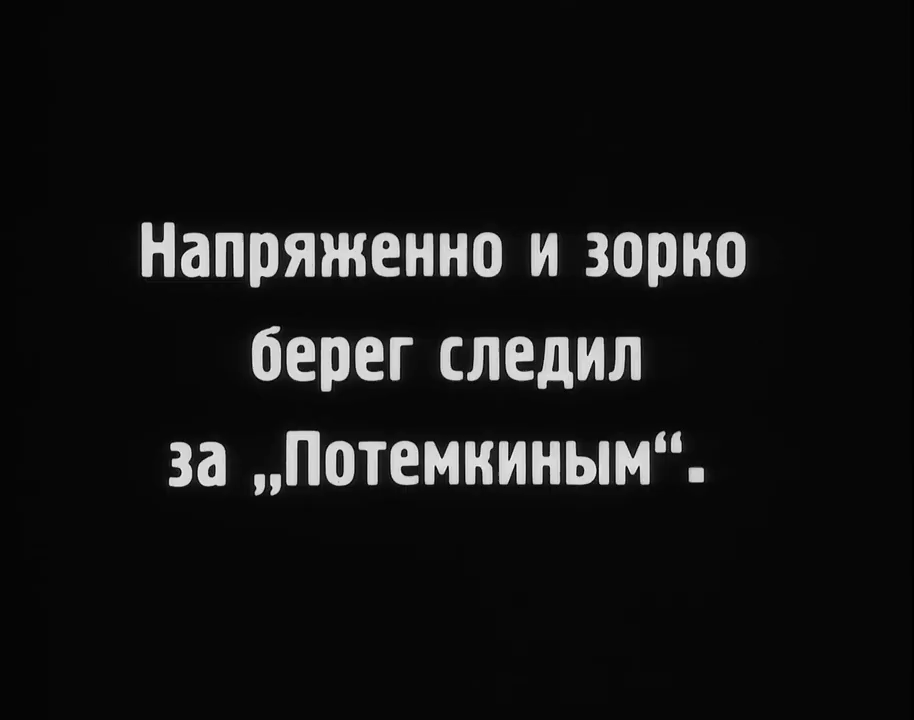 Напряженно и зорко
берег следил
за „Потемкиным“.